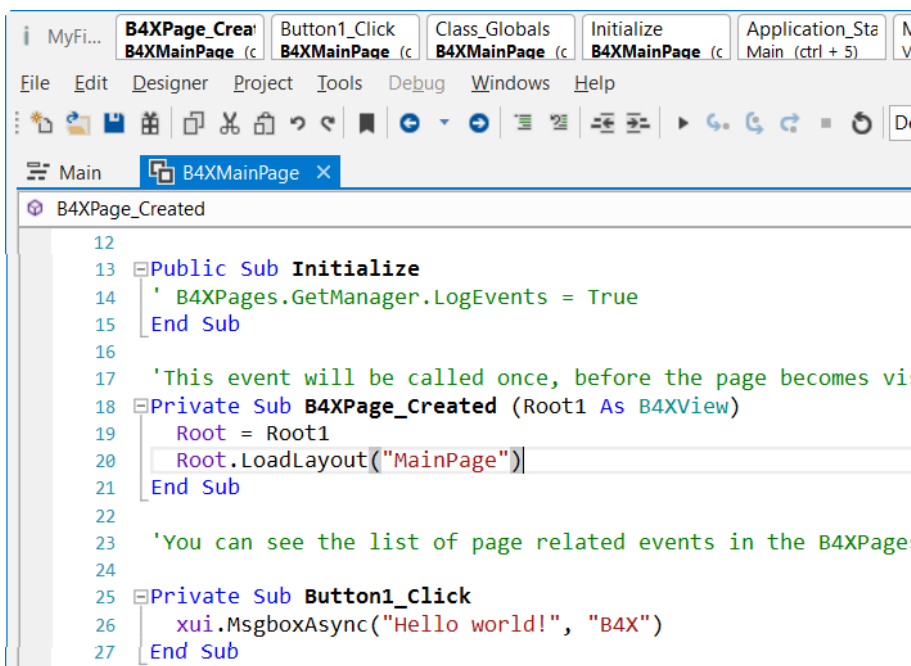 i MyFi... B4XPage_Creat Button1_Click Class_Globals Initialize Application_Sta
B4XMainPage (c B4XMainPage (c B4XMainPage (c B4XMainPage (c Main (ctrl + 5)
File Edit Designer Project Tools Debug Windows Help
De
Main B4XMainPage ×
B4XPage_Created
12
13 Public Sub Initialize
14 ' B4XPages.GetManager.LogEvents = True
15 End Sub
16
17 'This event will be called once, before the page becomes vi
18 Private Sub B4XPage_Created (Root1 As B4XView)
19 Root = Root1
20 Root.LoadLayout("MainPage")
21 End Sub
22
23 'You can see the list of page related events in the B4XPage
24
25 Private Sub Button1_Click
26 xui.MsgboxAsync("Hello world!", "B4X")
27 End Sub